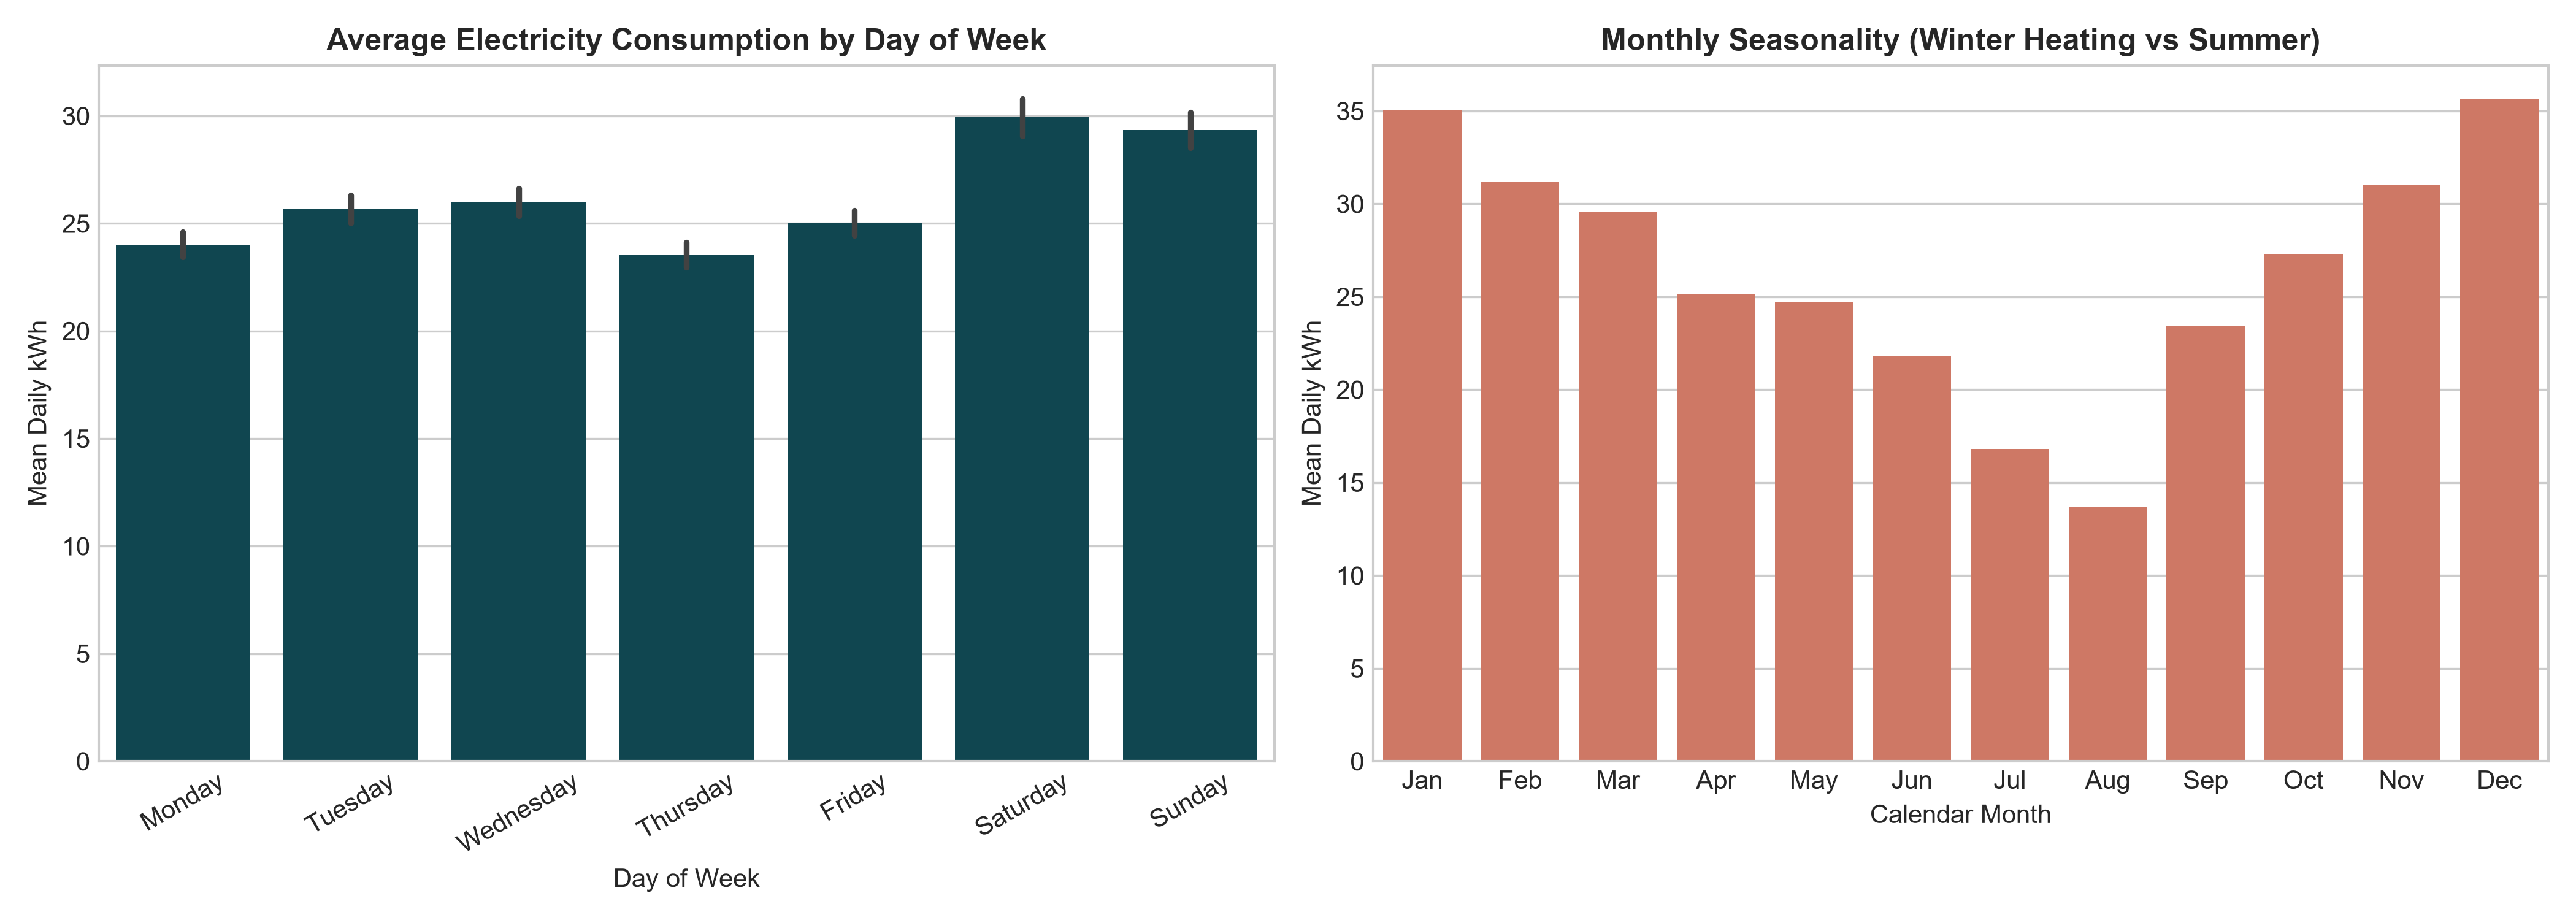 Average Electricity Consumption by Day of Week
Mean Daily kWh
30
25
20
15
10
5
0
Monday
Tuesday
Wednesday
Thursday
Friday
Saturday
Sunday
Day of Week
Monthly Seasonality (Winter Heating vs Summer)
Mean Daily kWh
35
30
25
20
15
10
5
0
Jan Feb Mar Apr May Jun Jul Aug Sep Oct Nov Dec
Calendar Month